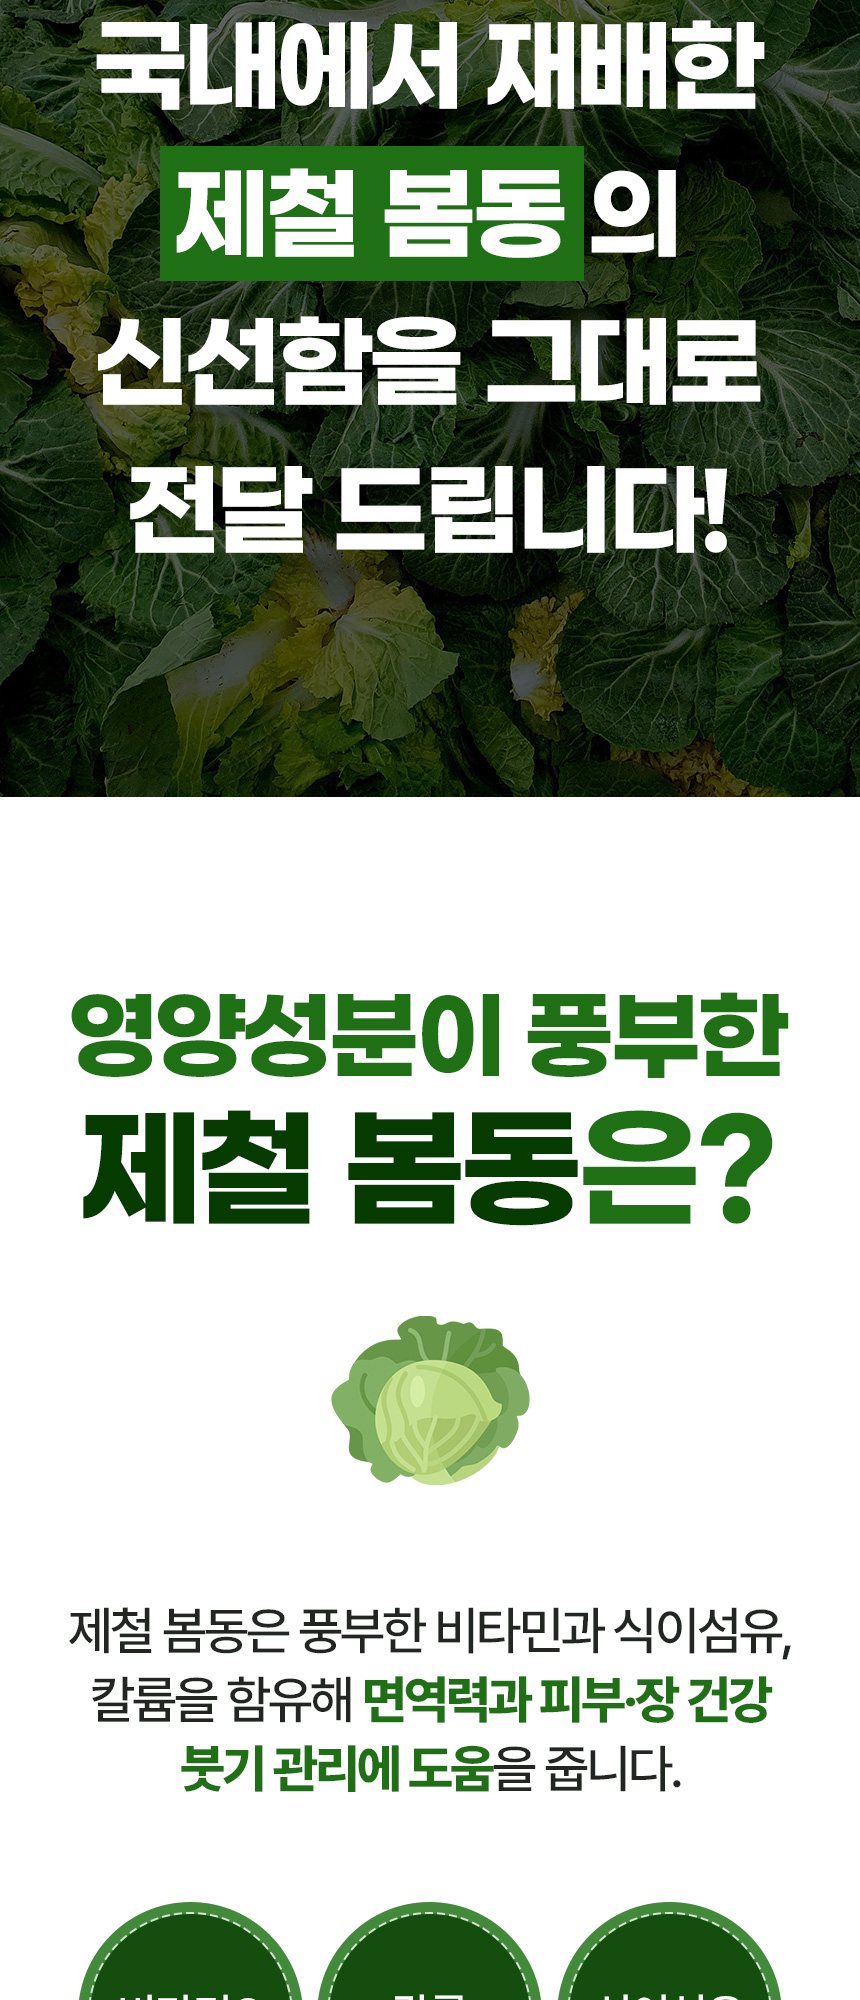 국내에서 재배한
제철 봄동의
신선함을 그대로
전달 드립니다!
영양성분이 풍부한
제철 봄동은?
제철 봄동은 풍부한 비타민과 식이섬유,
칼륨을 함유해 면역력과 피부·장 건강
붓기 관리에 도움을 줍니다.